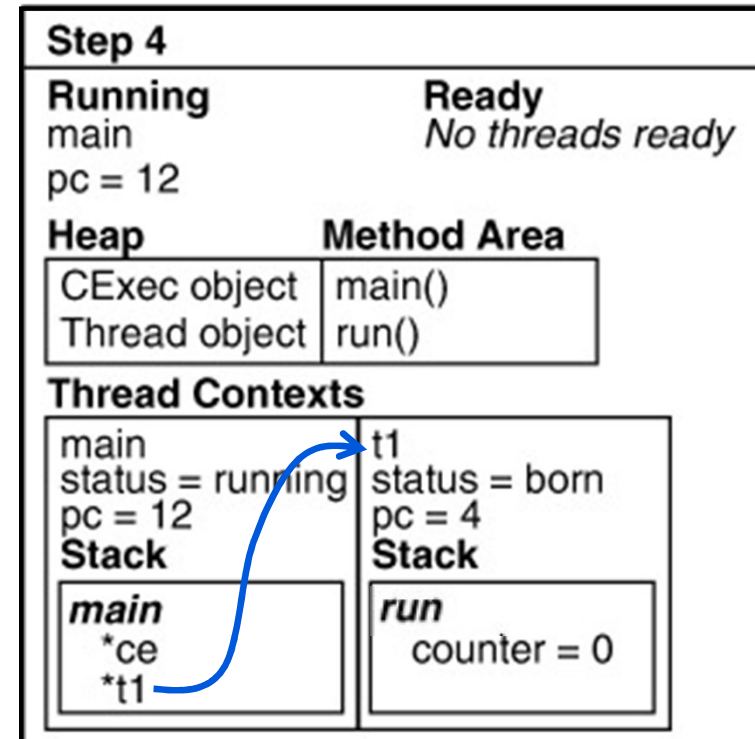 Step 4
Running
main
pc = 12
Ready
No threads ready
Heap
Method Area
CExec object
Thread object
main()
run()
Thread Contexts
main
status = running
pc = 12
Stack
main
*ce
*t1
t1
status = born
pc = 4
Stack
run
counter = 0